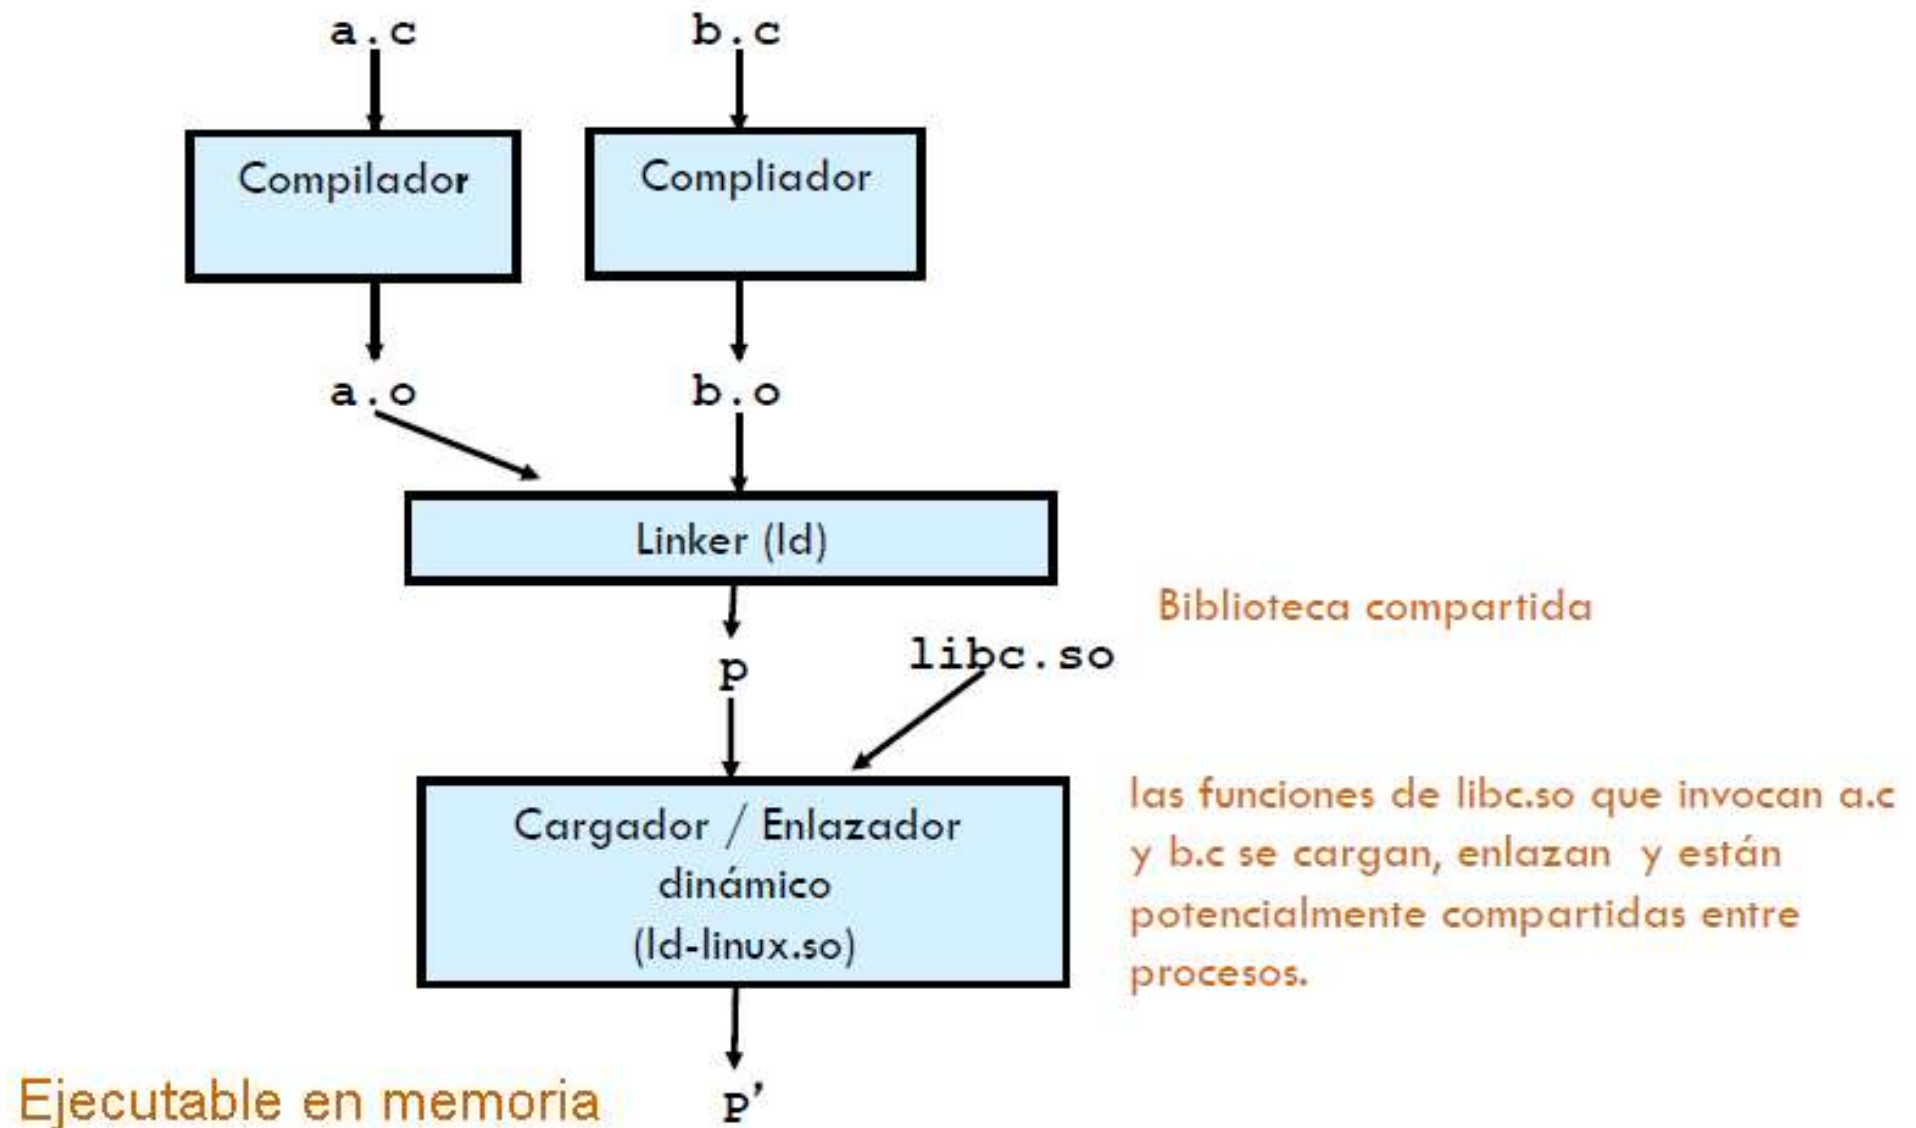 a.c
b.c
Compilador
Compliador
a.o
b.o
Linker (ld)
Biblioteca compartida
p
libc.so
Cargador / Enlazador
dinámico
(ld-linux.so)
las funciones de libc.so que invocan a.c
y b.c se cargan, enlazan y están
potencialmente compartidas entre
procesos.
Ejecutable en memoria
p'